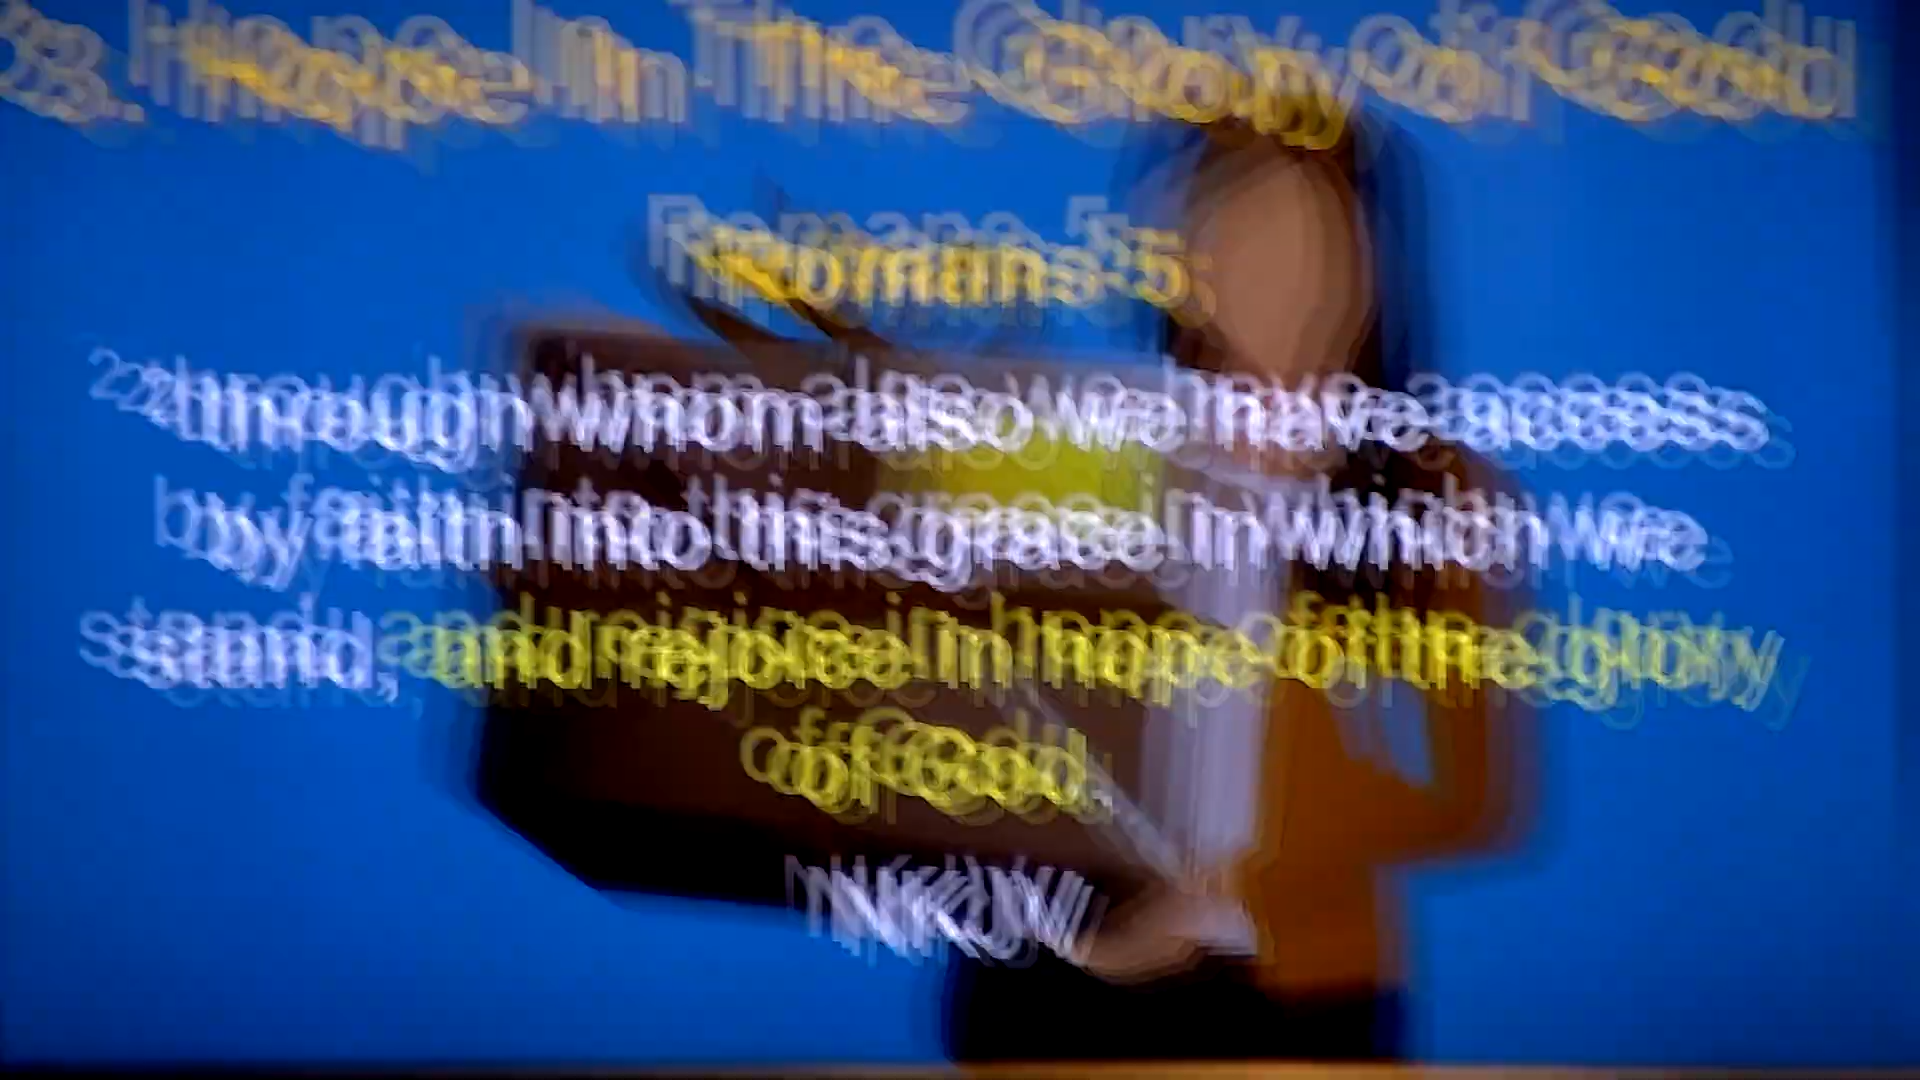 3. Hope In The Glory of God
Romans 5:
2 through whom also we have access
by faith into this grace in which we
stand, and rejoice in hope of the glory
of God.
NKJV